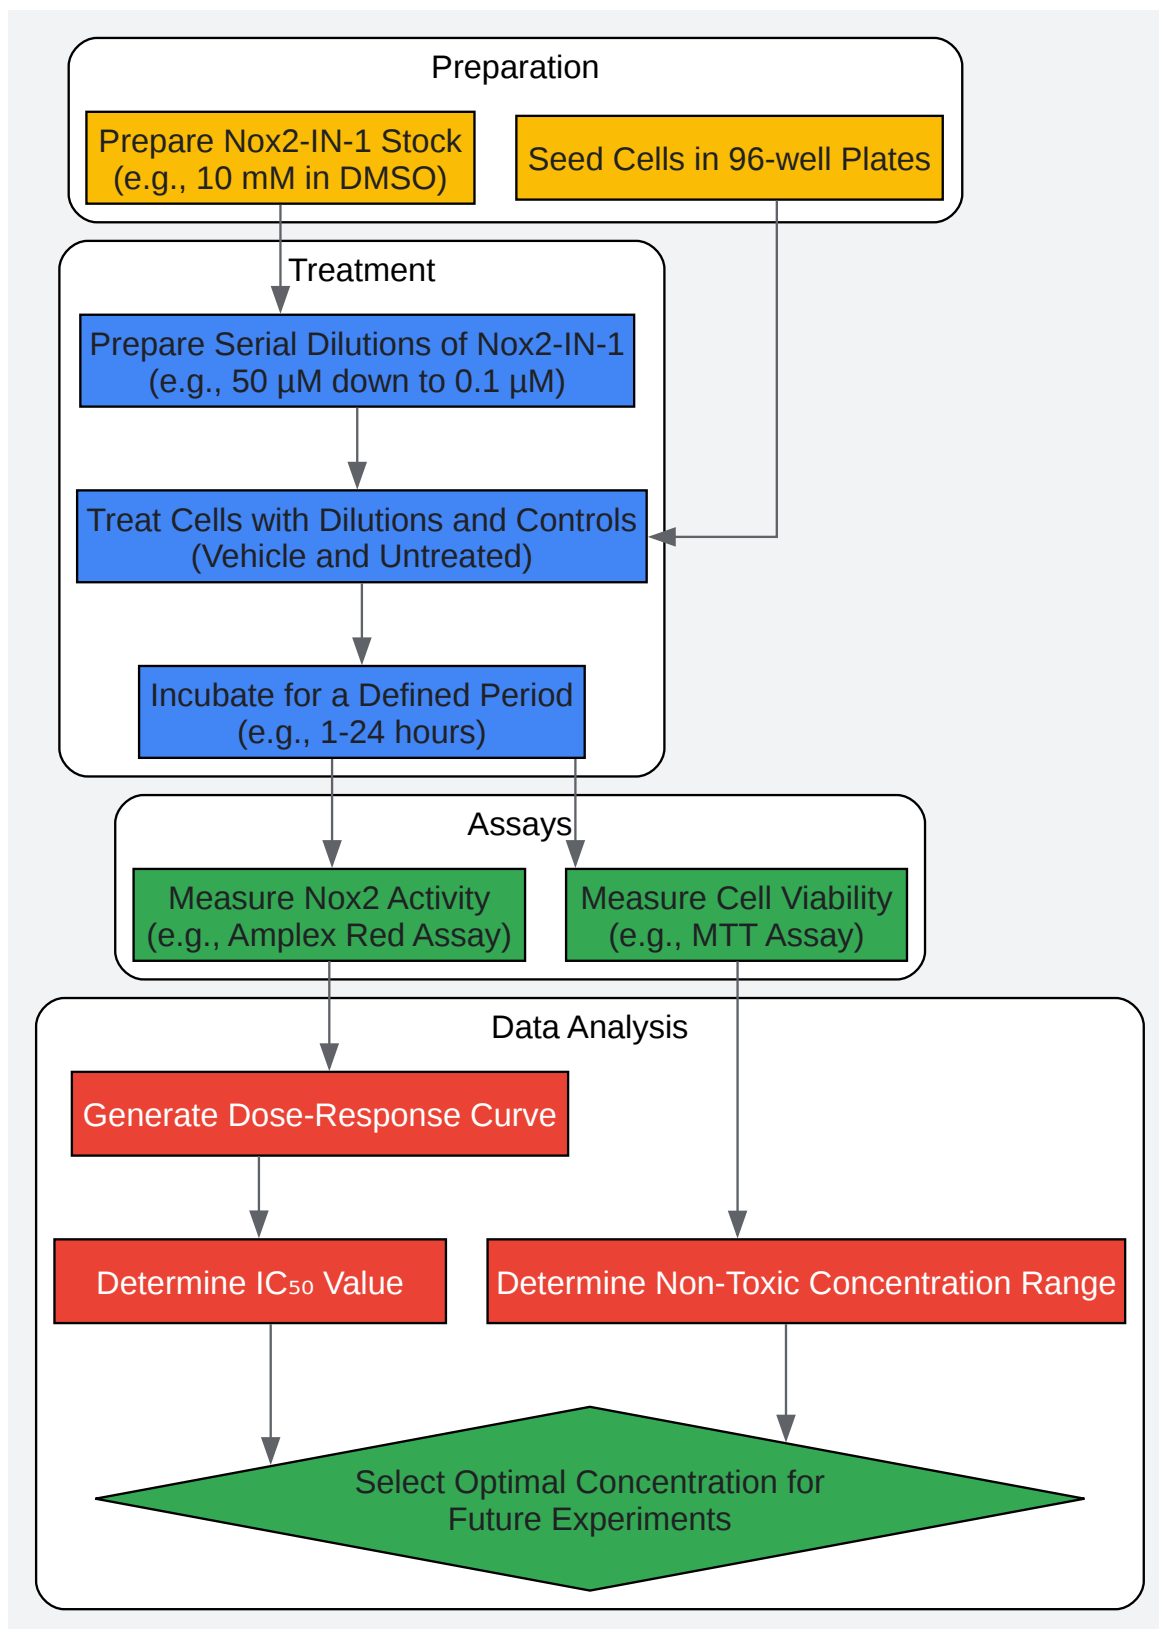 Preparation
Prepare Nox2-IN-1 Stock
(e.g., 10 mM in DMSO)
Seed Cells in 96-well Plates
Treatment
Prepare Serial Dilutions of Nox2-IN-1
(e.g., 50 µM down to 0.1 µM)
Treat Cells with Dilutions and Controls
(Vehicle and Untreated)
Incubate for a Defined Period
(e.g., 1-24 hours)
Assays
Measure Nox2 Activity
(e.g., Amplex Red Assay)
Measure Cell Viability
(e.g., MTT Assay)
Data Analysis
Generate Dose-Response Curve
Determine IC₅₀ Value
Determine Non-Toxic Concentration Range
Select Optimal Concentration for
Future Experiments